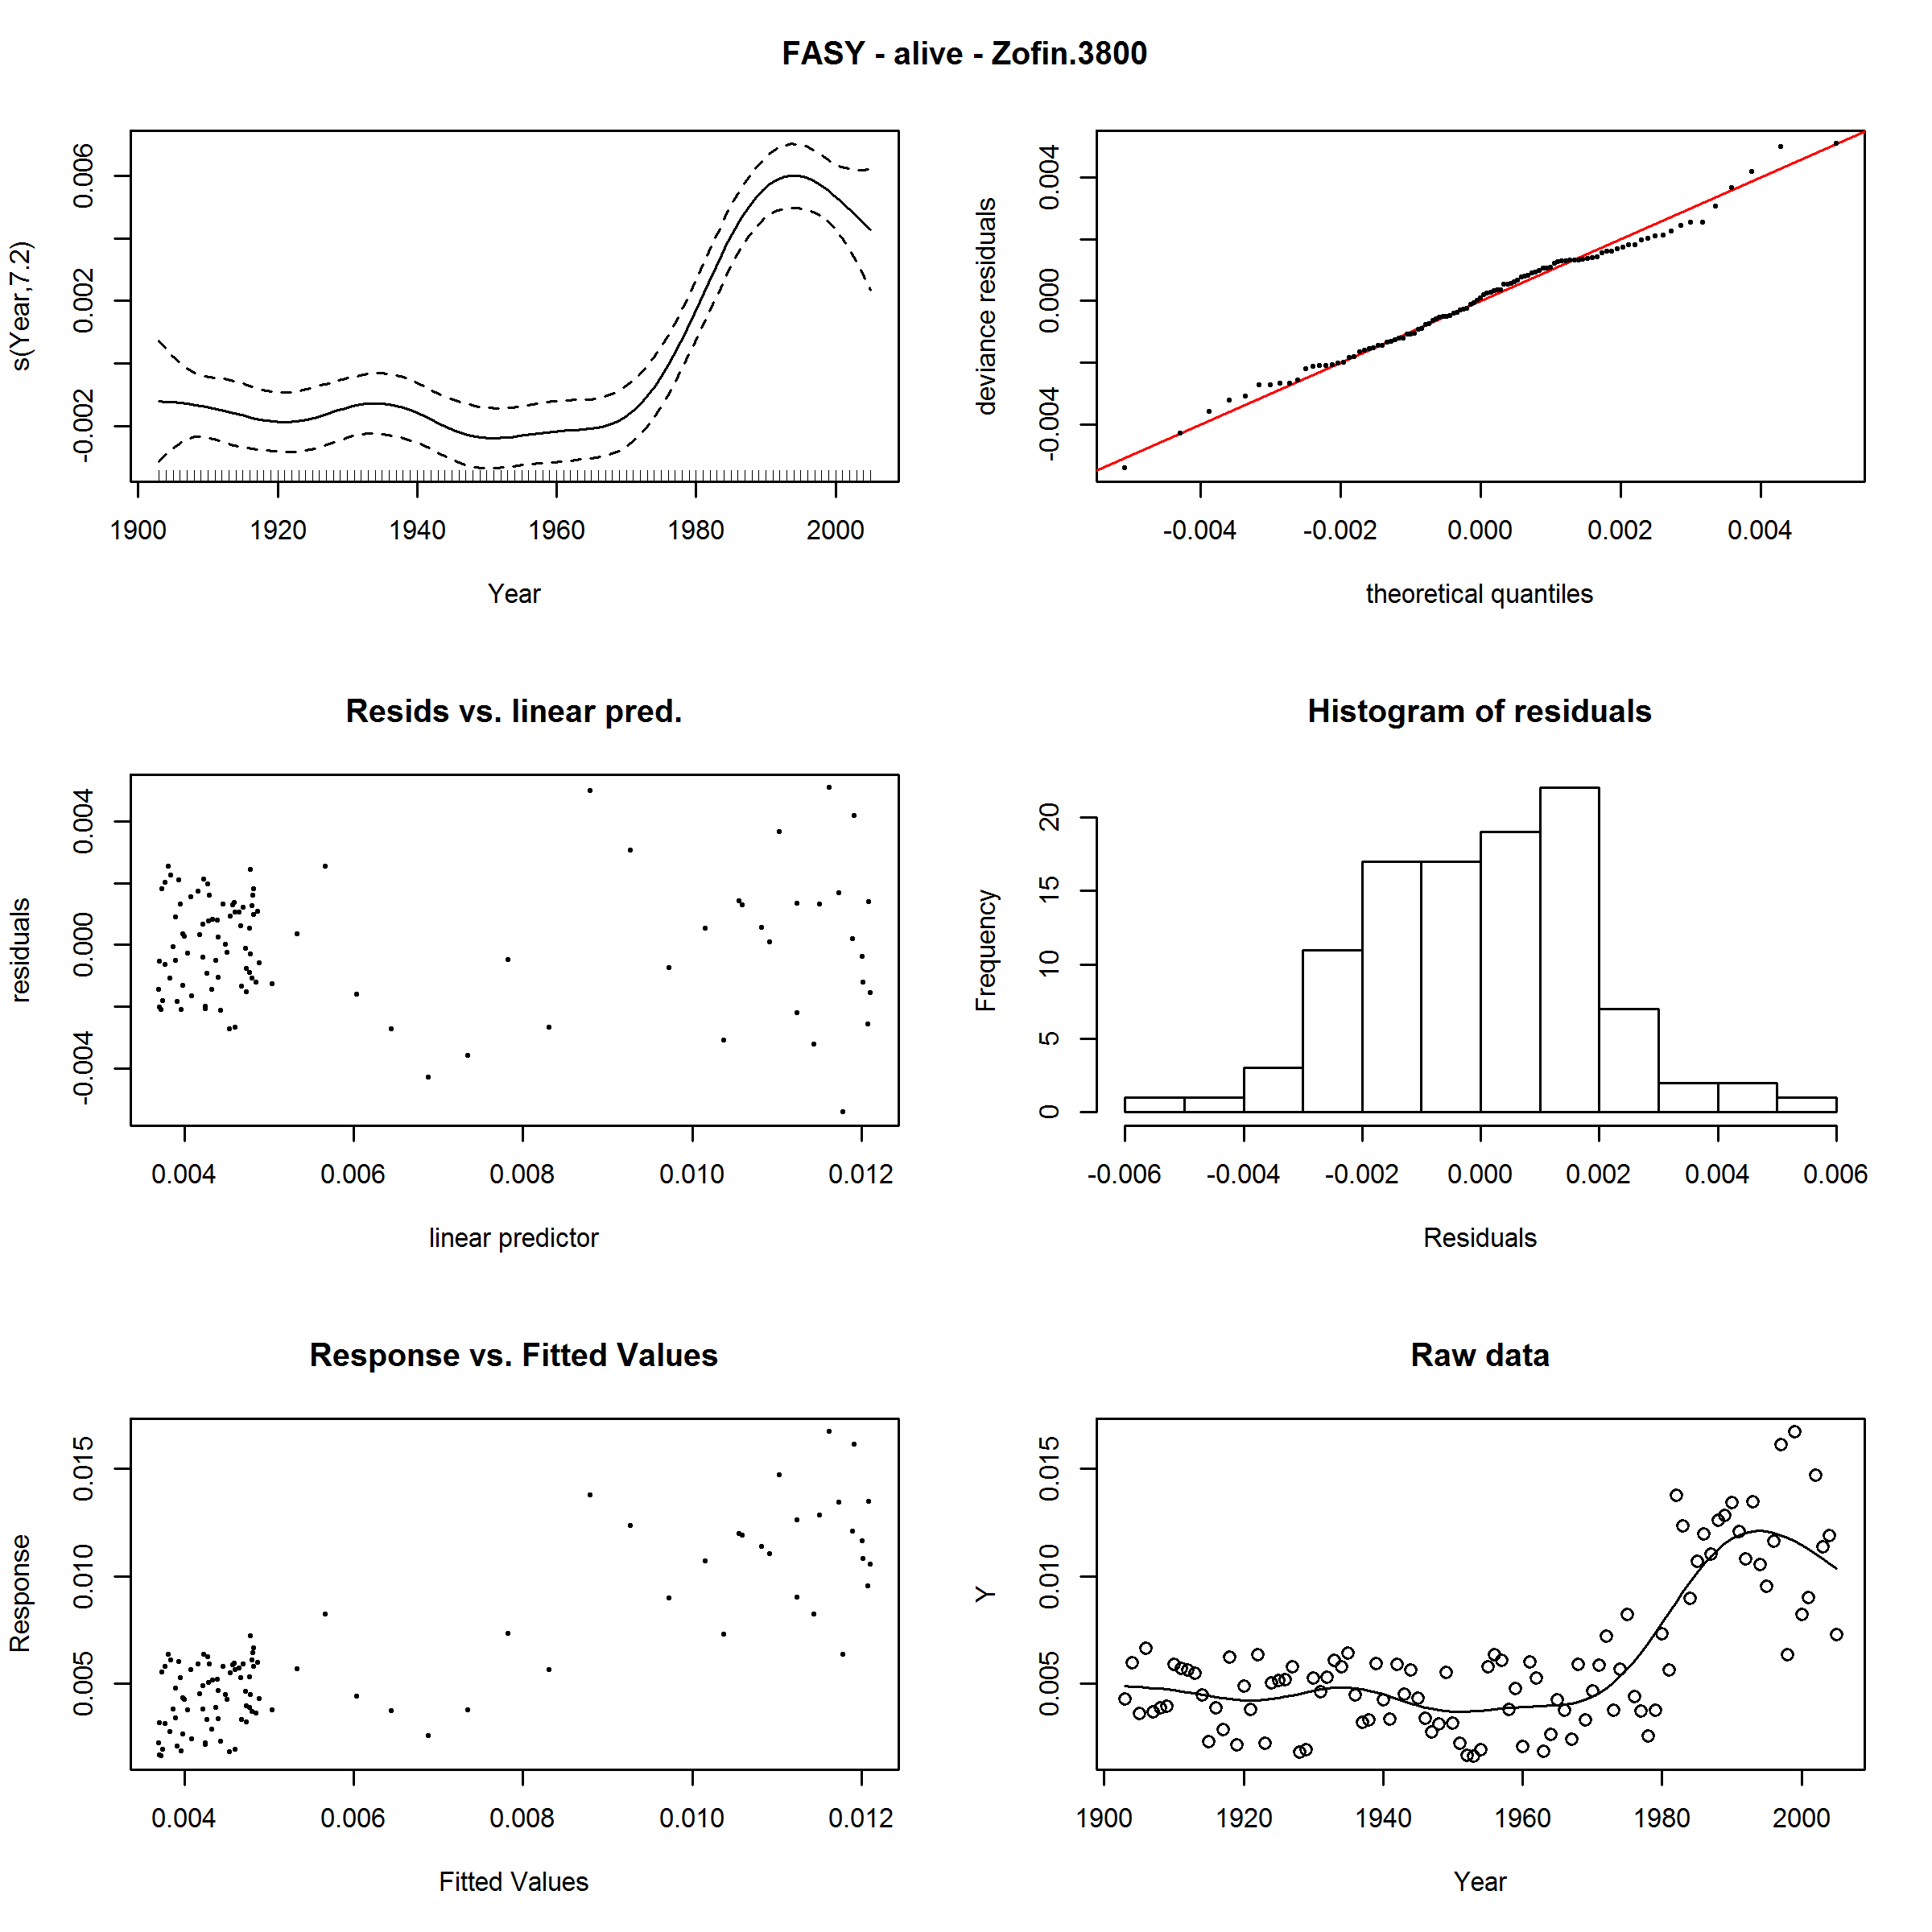 FASY - alive - Zofin.3800
s(Year,7.2)
-0.002 0.002 0.006
1900 1920 1940 1960 1980 2000
Year
deviance residuals
-0.004 0.000 0.004
-0.004 -0.002 0.000 0.002 0.004
theoretical quantiles
Resids vs. linear pred.
residuals
-0.004 0.000 0.004
0.004 0.006 0.008 0.010 0.012
linear predictor
Histogram of residuals
Frequency
0 5 10 15 20
-0.006 -0.004 -0.002 0.000 0.002 0.004 0.006
Residuals
Response vs. Fitted Values
Response
0.005 0.010 0.015
0.004 0.006 0.008 0.010 0.012
Fitted Values
Raw data
Y
0.005 0.010 0.015
1900 1920 1940 1960 1980 2000
Year